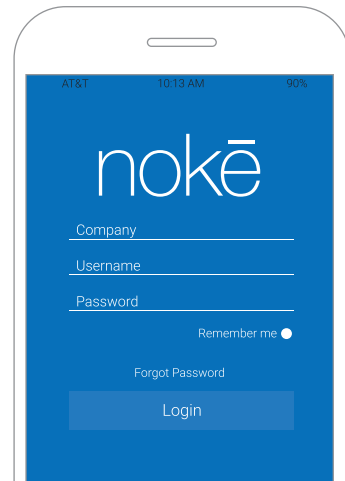 AT&T 10:13 AM 90%
nokē
Company
Username
Password
Remember me
Forgot Password
Login